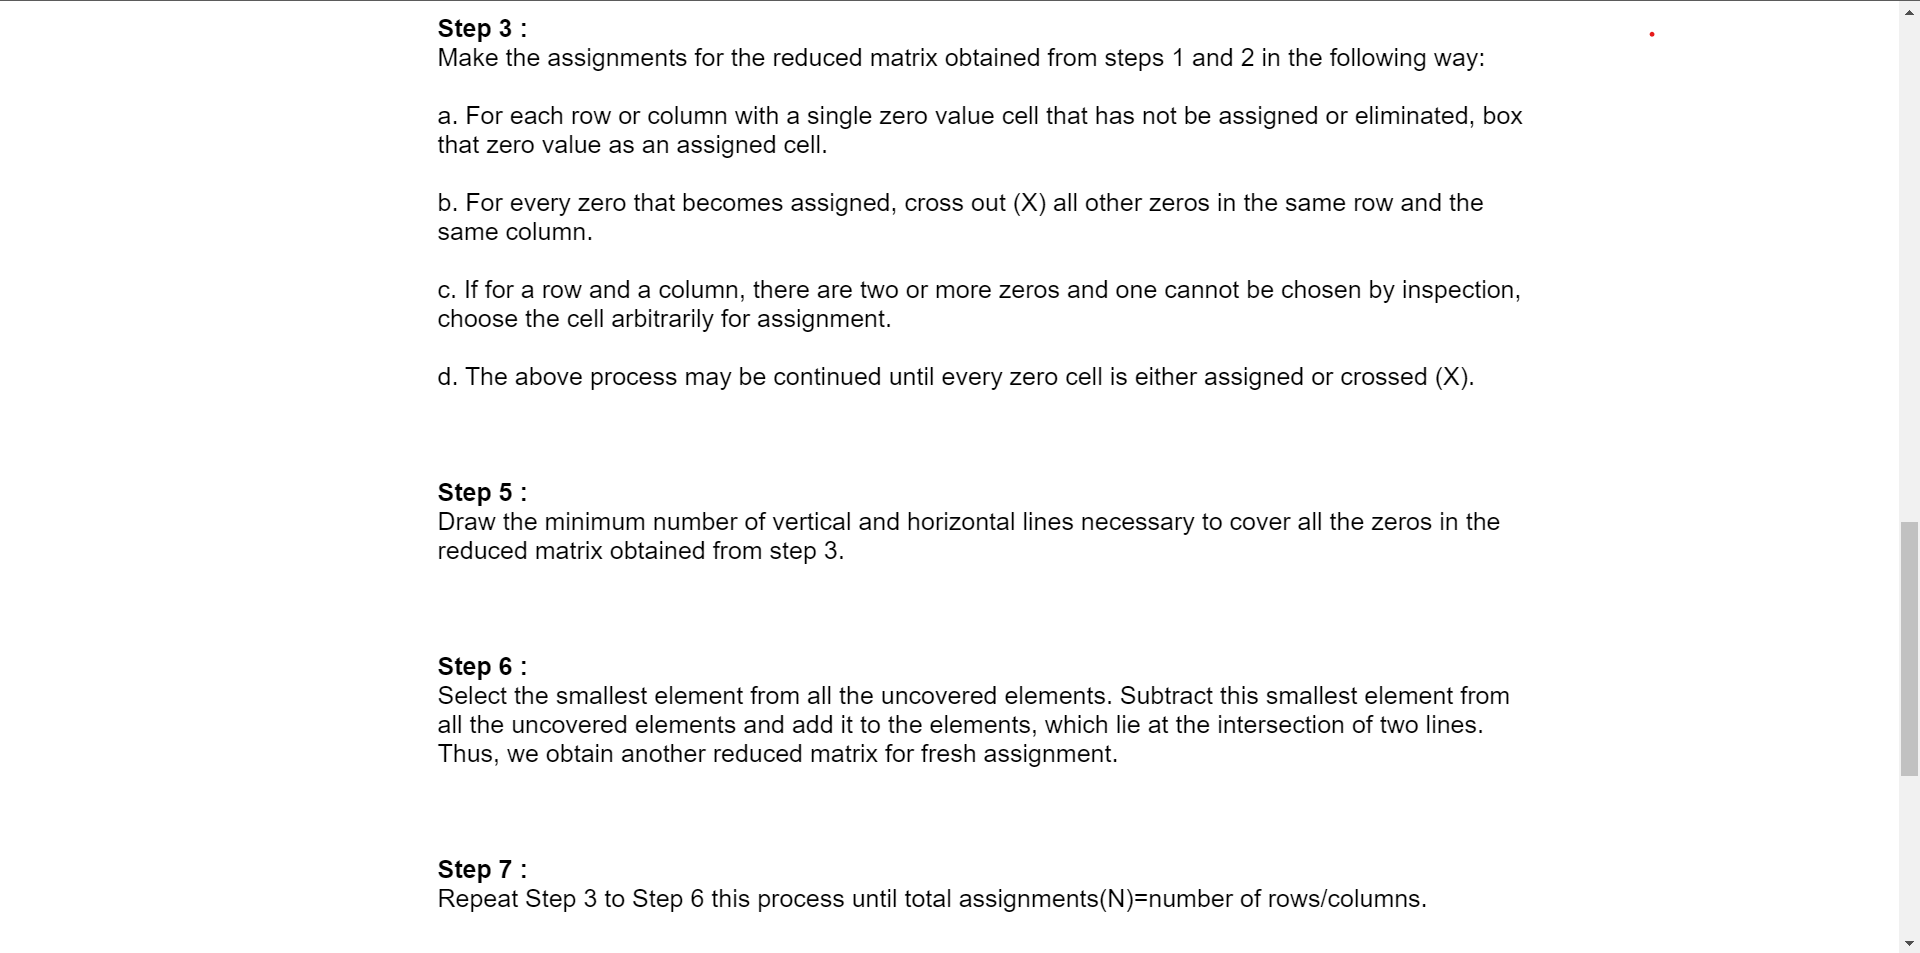 Step 3 :
Make the assignments for the reduced matrix obtained from steps 1 and 2 in the following way:
a. For each row or column with a single zero value cell that has not be assigned or eliminated, box
that zero value as an assigned cell.
b. For every zero that becomes assigned, cross out (X) all other zeros in the same row and the
same column.
c. If for a row and a column, there are two or more zeros and one cannot be chosen by inspection,
choose the cell arbitrarily for assignment.
d. The above process may be continued until every zero cell is either assigned or crossed (X).
Step 5 :
Draw the minimum number of vertical and horizontal lines necessary to cover all the zeros in the
reduced matrix obtained from step 3.
Step 6 :
Select the smallest element from all the uncovered elements. Subtract this smallest element from
all the uncovered elements and add it to the elements, which lie at the intersection of two lines.
Thus, we obtain another reduced matrix for fresh assignment.
Step 7 :
Repeat Step 3 to Step 6 this process until total assignments(N)=number of rows/columns.